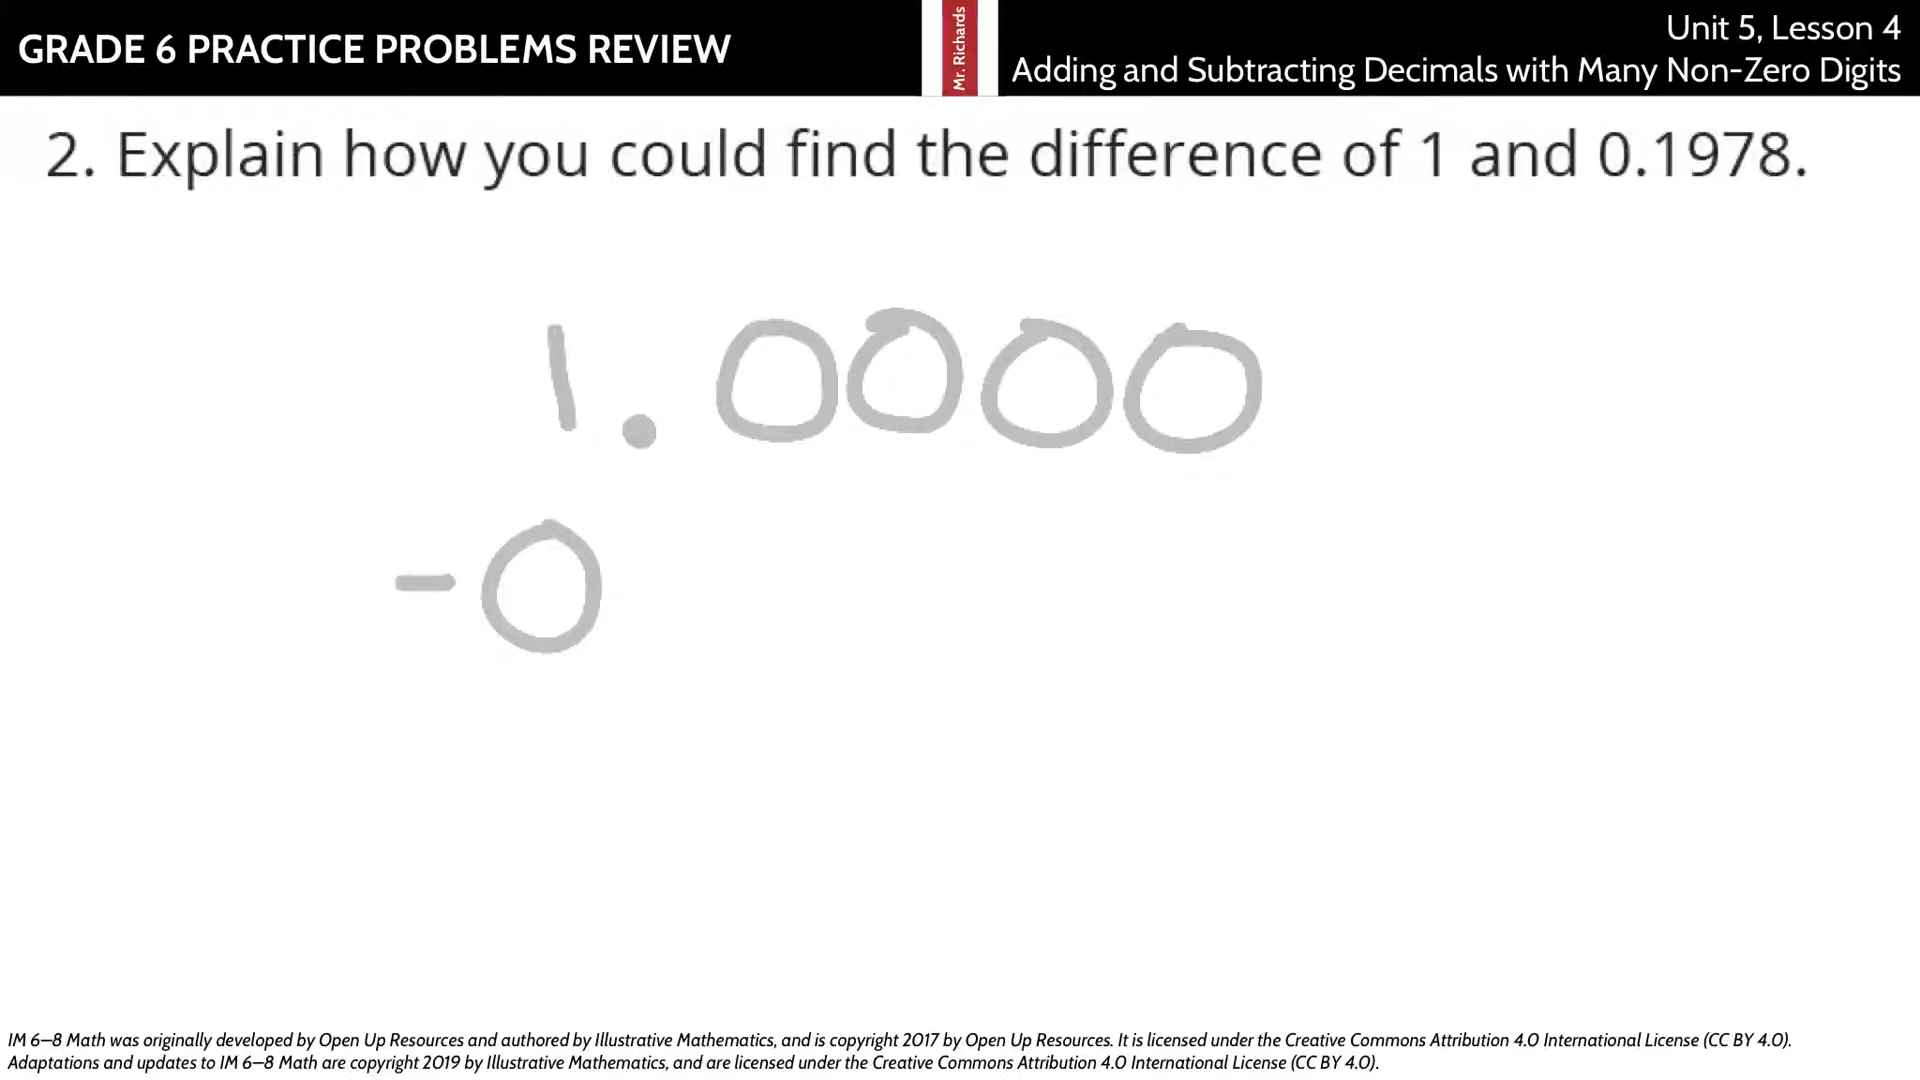 GRADE 6 PRACTICE PROBLEMS REVIEW
Mr. Richards
Unit 5, Lesson 4
Adding and Subtracting Decimals with Many Non-Zero Digits
2. Explain how you could find the difference of 1 and 0.1978.
1.0000
-0
IM 6–8 Math was originally developed by Open Up Resources and authored by Illustrative Mathematics, and is copyright 2017 by Open Up Resources. It is licensed under the Creative Commons Attribution 4.0 International License (CC BY 4.0).
Adaptations and updates to IM 6–8 Math are copyright 2019 by Illustrative Mathematics, and are licensed under the Creative Commons Attribution 4.0 International License (CC BY 4.0).